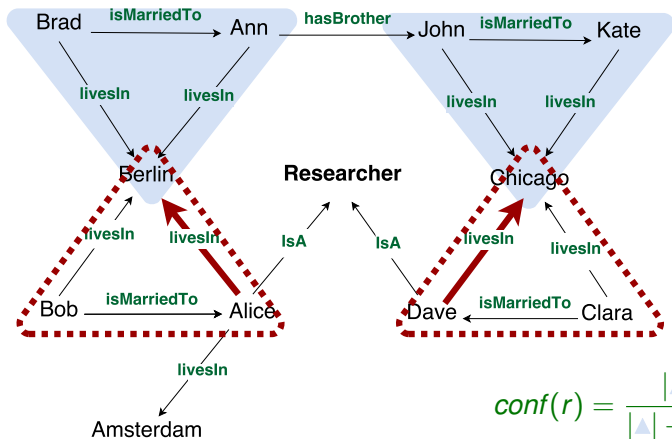 Brad isMarriedTo Ann hasBrother John isMarriedTo Kate
livesIn livesIn livesIn livesIn
Berlin Researcher Chicago
livesIn livesIn IsA IsA livesIn livesIn
Bob isMarriedTo Alice Dave isMarriedTo Clara
livesIn
Amsterdam
conf(r) =